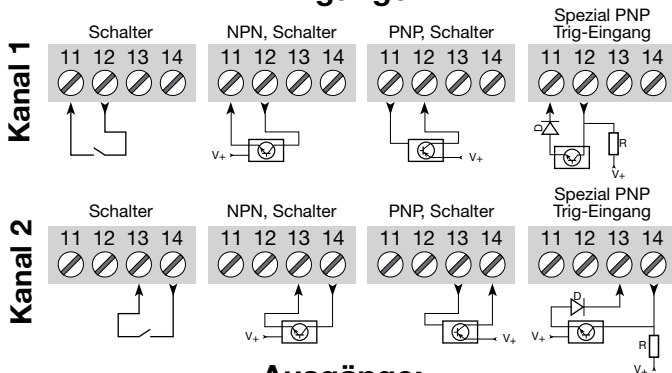 Kanal 1
Schalter
NPN, Schalter
PNP, Schalter
Spezial PNP
Trig-Eingang
11 12 13 14
11 12 13 14
11 12 13 14
11 12 13 14
V+
V+
D
R
V+
Kanal 2
Schalter
NPN, Schalter
PNP, Schalter
Spezial PNP
Trig-Eingang
11 12 13 14
11 12 13 14
11 12 13 14
11 12 13 14
V+
V+
D
V+
R
V+